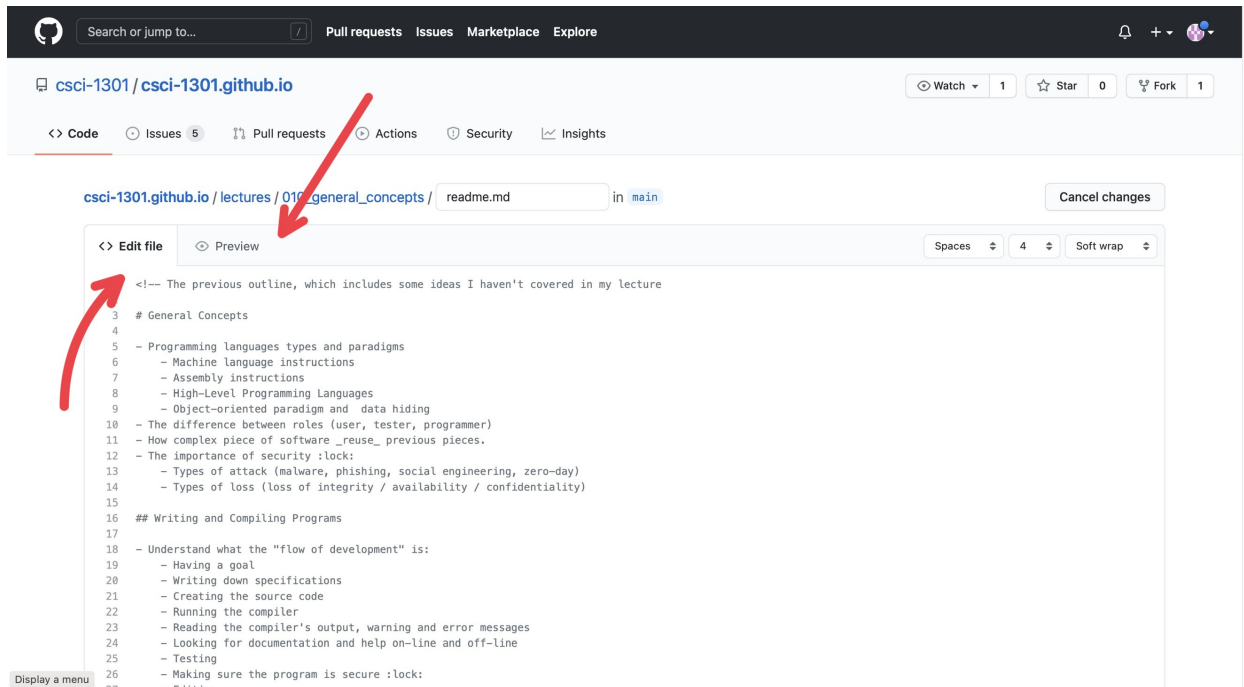 Search or jump to... / Pull requests Issues Marketplace Explore
csci-1301 / csci-1301.github.io Watch 1 Star 0 Fork 1
<> Code Issues 5 Pull requests Actions Security Insights
csci-1301.github.io / lectures / 010_general_concepts / readme.md in main Cancel changes
<> Edit file Preview Spaces 4 Soft wrap
<!-- The previous outline, which includes some ideas I haven't covered in my lecture
3 # General Concepts
4
5 - Programming languages types and paradigms
6 - Machine language instructions
7 - Assembly instructions
8 - High-Level Programming Languages
9 - Object-oriented paradigm and  data hiding
10 - The difference between roles (user, tester, programmer)
11 - How complex piece of software _reuse_ previous pieces.
12 - The importance of security :lock:
13 - Types of attack (malware, phishing, social engineering, zero-day)
14 - Types of loss (loss of integrity / availability / confidentiality)
15
16 ## Writing and Compiling Programs
17
18 - Understand what the "flow of development" is:
19 - Having a goal
20 - Writing down specifications
21 - Creating the source code
22 - Running the compiler
23 - Reading the compiler's output, warning and error messages
24 - Looking for documentation and help on-line and off-line
25 - Testing
26 - Making sure the program is secure :lock:
Display a menu